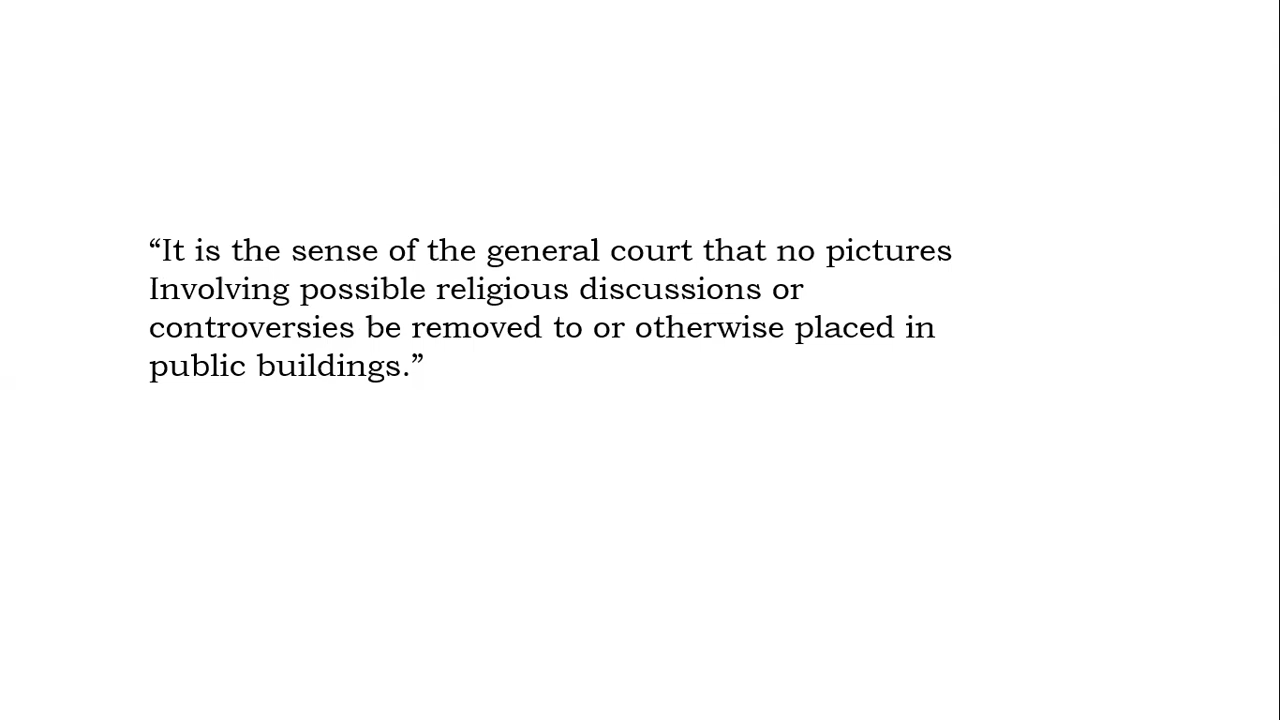 “It is the sense of the general court that no pictures
Involving possible religious discussions or
controversies be removed to or otherwise placed in
public buildings.”